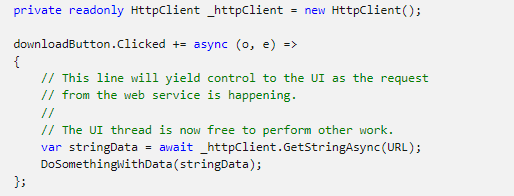 private readonly HttpClient _httpClient = new HttpClient();

downloadButton.Clicked += async (o, e) =>
{
    // This line will yield control to the UI as the request
    // from the web service is happening.
    //
    // The UI thread is now free to perform other work.
    var stringData = await _httpClient.GetStringAsync(URL);
    DoSomethingWithData(stringData);
};